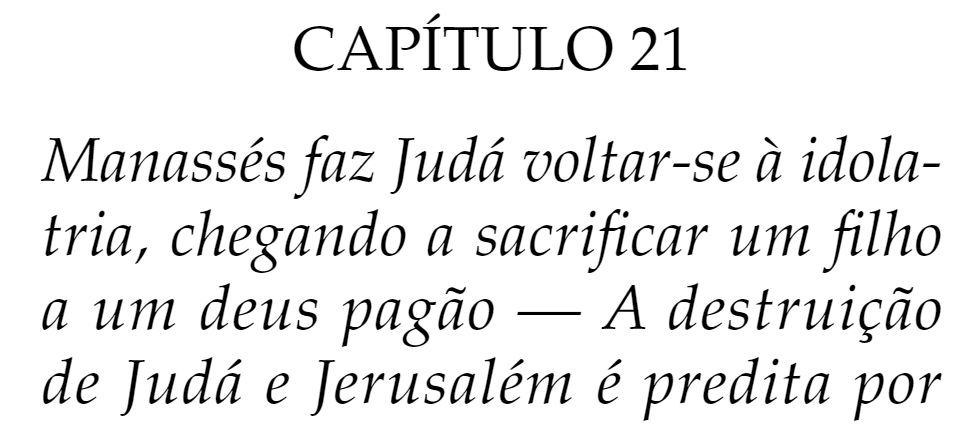 CAPÍTULO 21
Manassés faz Judá voltar-se à idola-
tria, chegando a sacrificar um filho
a um deus pagão — A destruição
de Judá e Jerusalém é predita por